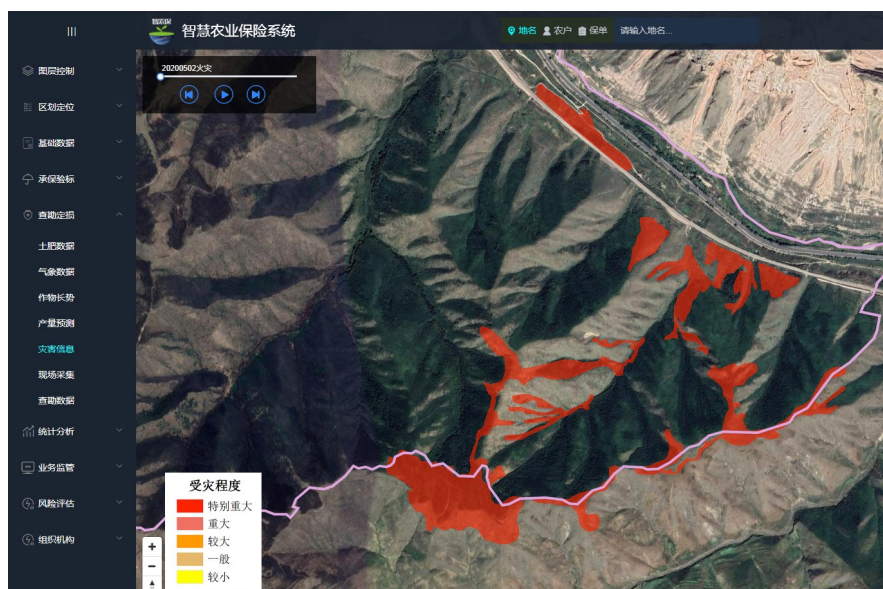 智农保
智慧农业保险系统
地名
农户
保单
请输入地名...
图层控制
区划定位
基础数据
承保验标
查勘定损
土肥数据
气象数据
作物长势
产量预测
灾害信息
现场采集
查勘数据
统计分析
业务监管
风险评估
组织机构
20200502火灾
受灾程度
特别重大
重大
较大
一般
较小
+
−